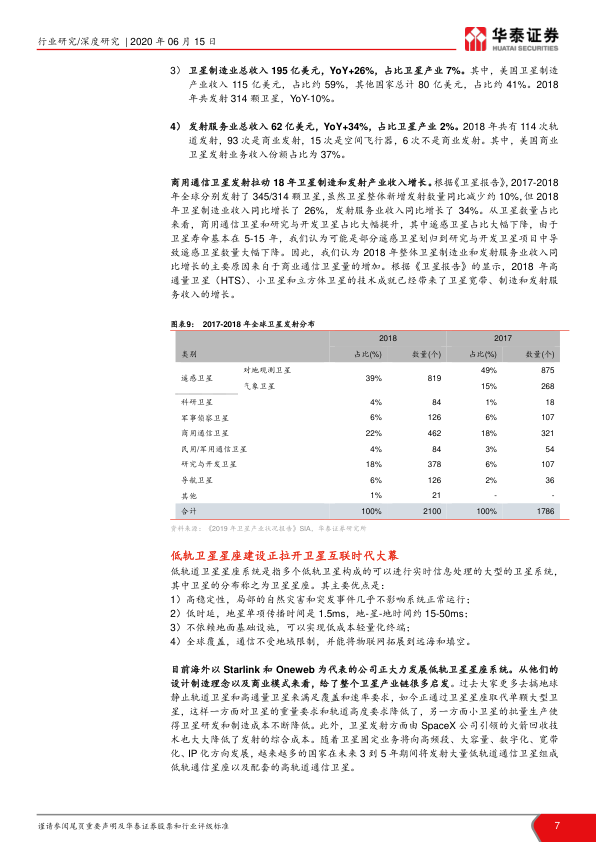 行业研究/深度研究 | 2020 年 06 月 15 日
华泰证券
HUATAI SECURITIES
3） 卫星制造业总收入 195 亿美元，YoY+26%，占比卫星产业 7%。其中，美国卫星制造
产业收入 115 亿美元，占比约 59%，其他国家总计 80 亿美元，占比约 41%。2018
年共发射 314 颗卫星，YoY-10%。
4） 发射服务业总收入 62 亿美元，YoY+34%，占比卫星产业 2%。2018 年共有 114 次轨
道发射，93 次是商业发射，15 次是空间飞行器，6 次不是商业发射。其中，美国商业
卫星发射业务收入份额占比为 37%。
商用通信卫星发射拉动 18 年卫星制造和发射产业收入增长。根据《卫星报告》，2017-2018
年全球分别发射了 345/314 颗卫星，虽然卫星整体新增发射数量同比减少约 10%，但 2018
年卫星制造业收入同比增长了 26%，发射服务业收入同比增长了 34%。从卫星数量占比
来看，商用通信卫星和研究与开发卫星占比大幅提升，其中遥感卫星占比大幅下降，由于
卫星寿命基本在 5-15 年，我们认为可能是部分遥感卫星划归到研究与开发卫星项目中导
致遥感卫星数量大幅下降。因此，我们认为 2018 年整体卫星制造业和发射服务业收入同
比增长的主要原因来自于商业通信卫星量的增加。根据《卫星报告》的显示，2018 年高
通量卫星（HTS）、小卫星和立方体卫星的技术成就已经带来了卫星宽带、制造和发射服
务收入的增长。
图表9： 2017-2018 年全球卫星发射分布
2018 2017
类别 占比(%) 数量(个) 占比(%) 数量(个)
遥感卫星 对地观测卫星 39% 819 49% 875
气象卫星 15% 268
科研卫星 4% 84 1% 18
军事侦察卫星 6% 126 6% 107
商用通信卫星 22% 462 18% 321
民用/军用通信卫星 4% 84 3% 54
研究与开发卫星 18% 378 6% 107
导航卫星 6% 126 2% 36
其他 1% 21 - -
合计 100% 2100 100% 1786
资料来源：《2019 年卫星产业状况报告》SIA，华泰证券研究所
低轨卫星星座建设正拉开卫星互联时代大幕
低轨道卫星星座系统是指多个低轨卫星构成的可以进行实时信息处理的大型的卫星系统，
其中卫星的分布称之为卫星星座。其主要优点是：
1）高稳定性，局部的自然灾害和突发事件几乎不影响系统正常运行；
2）低时延，地星单项传播时间是 1.5ms，地-星-地时间约 15-50ms；
3）不依赖地面基础设施，可以实现低成本轻量化终端；
4）全球覆盖，通信不受地域限制，并能将物联网拓展到远海和填空。
目前海外以 Starlink 和 Oneweb 为代表的公司正大力发展低轨卫星星座系统。从他们的
设计制造理念以及商业模式来看，给了整个卫星产业链很多启发。过去大家更多去搞地球
静止轨道卫星和高通量卫星来满足覆盖和速率要求，如今正通过卫星星座取代单颗大型卫
星，这样一方面对卫星的重量要求和轨道高度要求降低了，另一方面小卫星的批量生产使
得卫星研发和制造成本不断降低。此外，卫星发射方面由 SpaceX 公司引领的火箭回收技
术也大大降低了发射的综合成本。随着卫星固定业务将向高频段、大容量、数字化、宽带
化、IP 化方向发展，越来越多的国家在未来 3 到 5 年期间将发射大量低轨道通信卫星组成
低轨通信星座以及配套的高轨道通信卫星。
谨请参阅尾页重要声明及华泰证券股票和行业评级标准
7